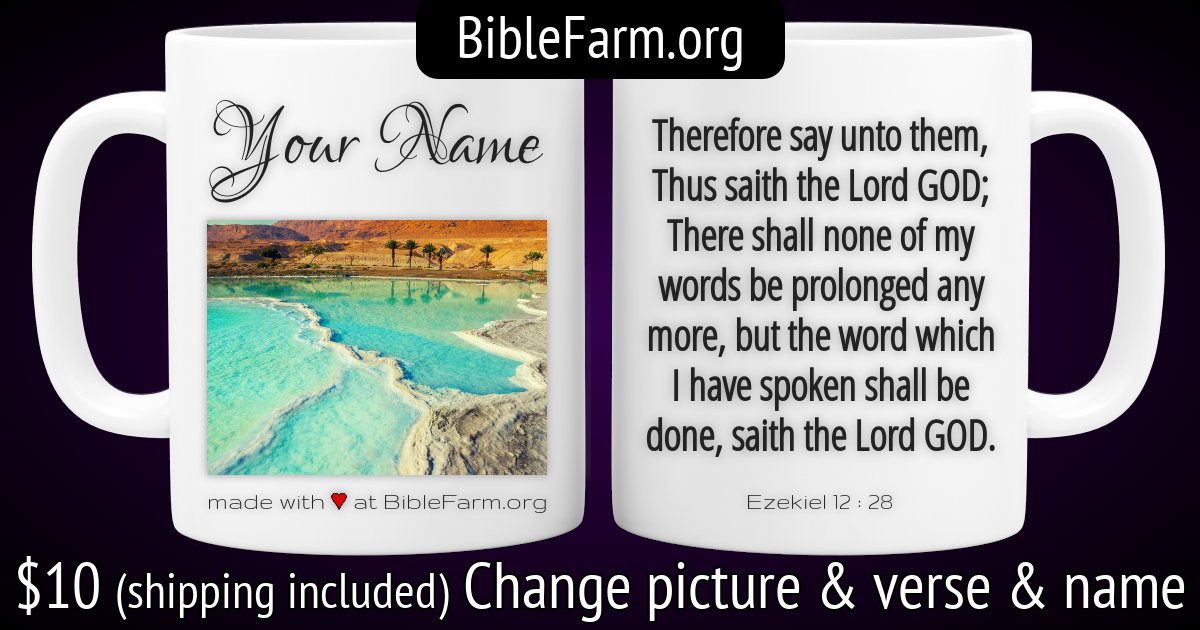 BibleFarm.org
Your Name
made with ♥ at BibleFarm.org
Therefore say unto them,
Thus saith the Lord GOD;
There shall none of my
words be prolonged any
more, but the word which
I have spoken shall be
done, saith the Lord GOD.
Ezekiel 12 : 28
$10 (shipping included) Change picture & verse & name